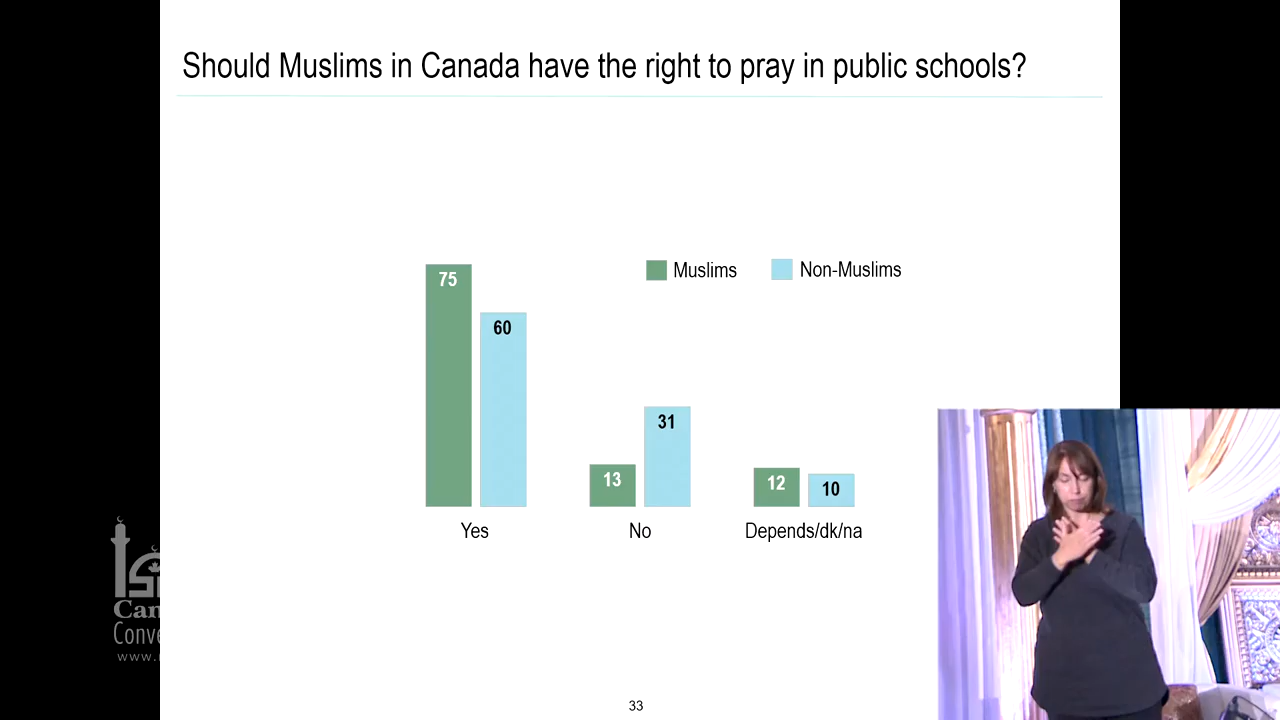 Should Muslims in Canada have the right to pray in public schools?
Muslims
Non-Muslims
75
60
13
31
12
10
Yes
No
Depends/dk/na
Conve
www.
33